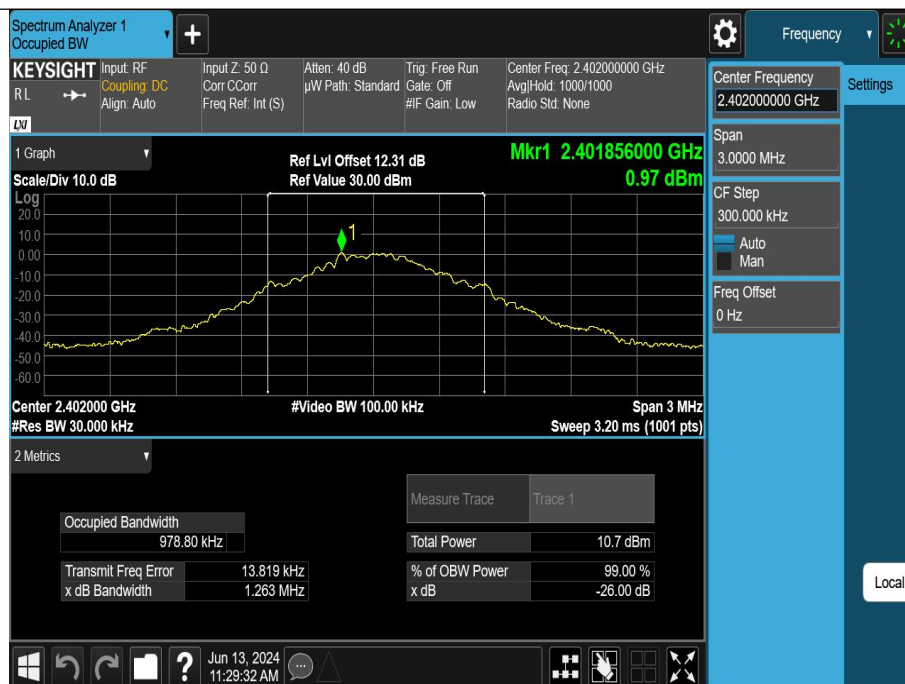 Spectrum Analyzer 1
Occupied BW
Frequency
KEYSIGHT
RL
LXI
Input: RF
Coupling: DC
Align: Auto
Input Z: 50 Ω
Corr CCorr
Freq Ref: Int (S)
Atten: 40 dB
µW Path: Standard
Trig: Free Run
Gate: Off
#IF Gain: Low
Center Freq: 2.402000000 GHz
Avg|Hold: 1000/1000
Radio Std: None
Center Frequency
2.402000000 GHz
Settings
Span
3.0000 MHz
CF Step
300.000 kHz
Auto
Man
Freq Offset
0 Hz
Local
1 Graph
Scale/Div 10.0 dB
Ref Lvl Offset 12.31 dB
Ref Value 30.00 dBm
Mkr1 2.401856000 GHz
0.97 dBm
Log
20.0
10.0
0.00
-10.0
-20.0
-30.0
-40.0
-50.0
-60.0
1
Center 2.402000 GHz
#Res BW 30.000 kHz
#Video BW 100.00 kHz
Span 3 MHz
Sweep 3.20 ms (1001 pts)
2 Metrics
Measure Trace Trace 1
Occupied Bandwidth
978.80 kHz
Total Power 10.7 dBm
Transmit Freq Error 13.819 kHz
% of OBW Power 99.00 %
x dB Bandwidth 1.263 MHz
x dB -26.00 dB
Jun 13, 2024
11:29:32 AM